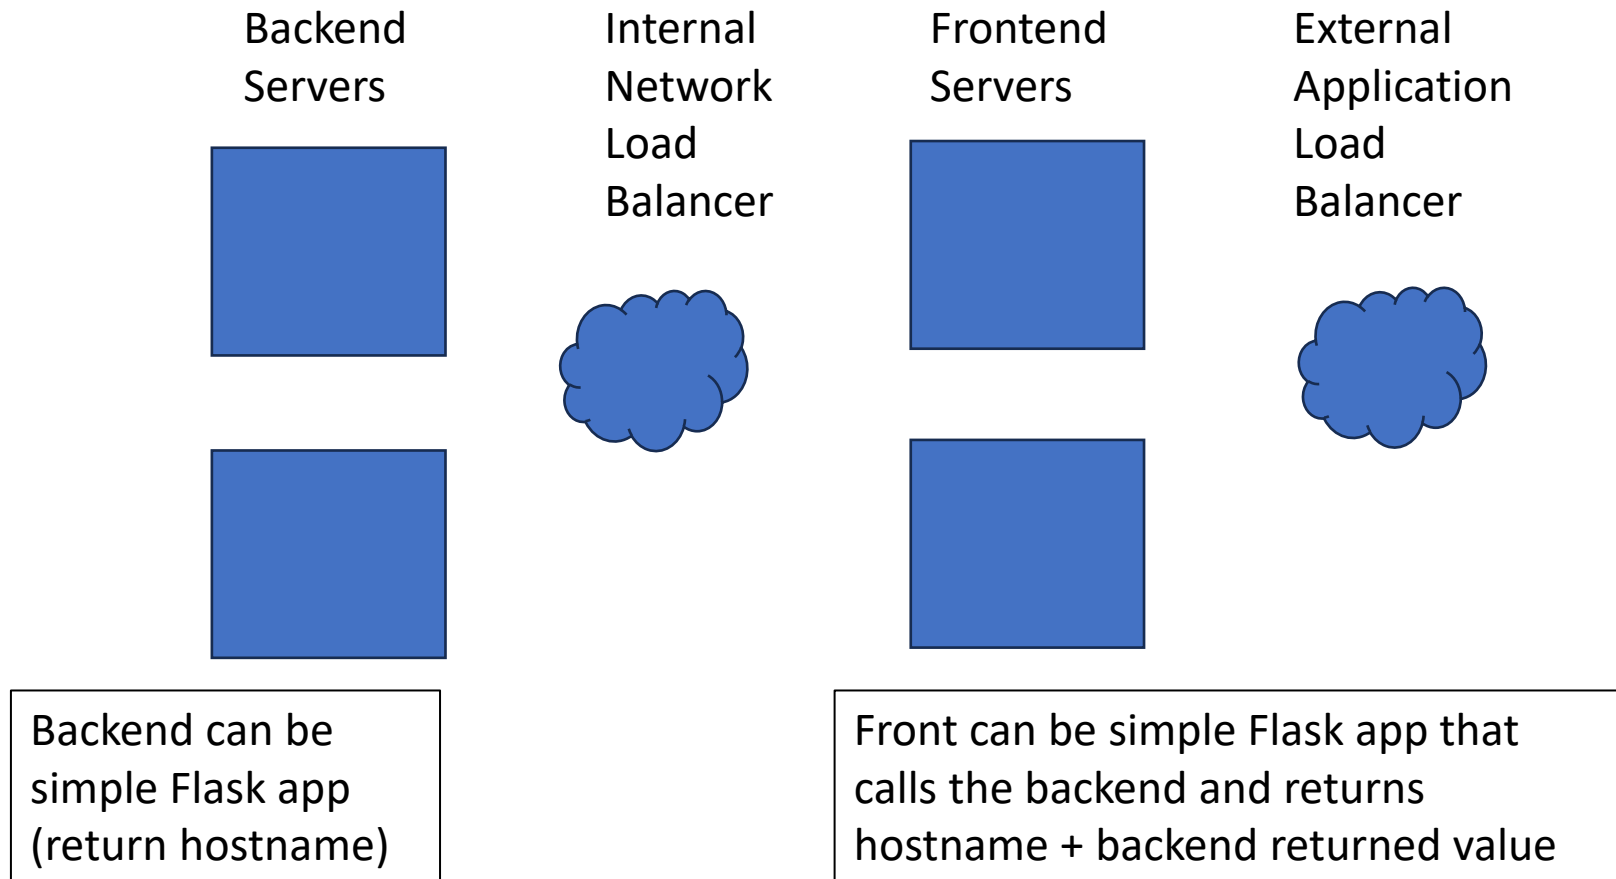 Backend
Servers
Internal
Network
Load
Balancer
Frontend
Servers
External
Application
Load
Balancer
Backend can be
simple Flask app
(return hostname)
Front can be simple Flask app that
calls the backend and returns
hostname + backend returned value